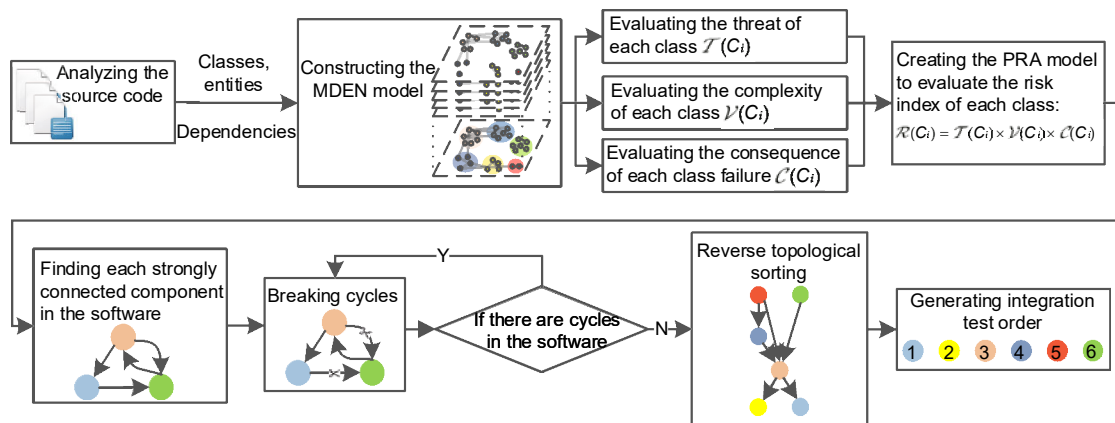 Analyzing the
source code
Classes,
entities
Dependencies
Constructing the
MDEN model
Evaluating the threat of
each class 𝒯(Cᵢ)
Evaluating the complexity
of each class 𝒱(Cᵢ)
Evaluating the consequence
of each class failure 𝒞(Cᵢ)
Creating the PRA model
to evaluate the risk
index of each class:
ℛ(Cᵢ) = 𝒯(Cᵢ) × 𝒱(Cᵢ) × 𝒞(Cᵢ)
Finding each strongly
connected component
in the software
Breaking cycles
Y
If there are cycles
in the software
N
Reverse topological
sorting
Generating integration
test order
1 2 3 4 5 6